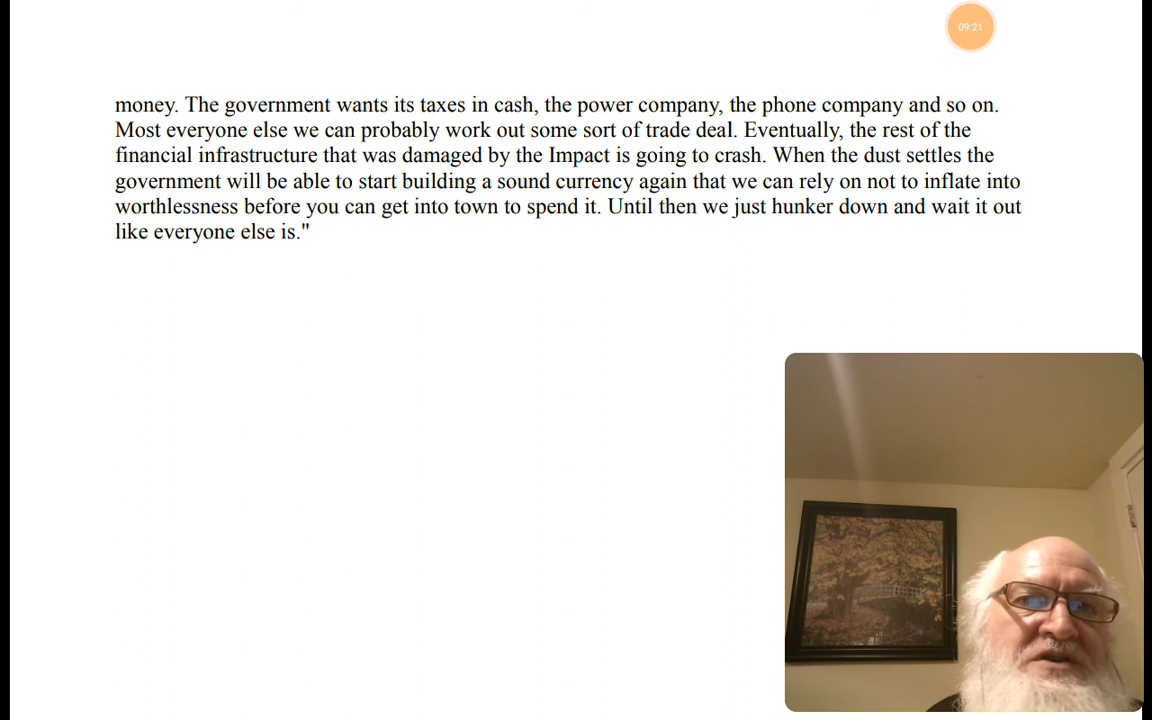 09:21
money. The government wants its taxes in cash, the power company, the phone company and so on.
Most everyone else we can probably work out some sort of trade deal. Eventually, the rest of the
financial infrastructure that was damaged by the Impact is going to crash. When the dust settles the
government will be able to start building a sound currency again that we can rely on not to inflate into
worthlessness before you can get into town to spend it. Until then we just hunker down and wait it out
like everyone else is."